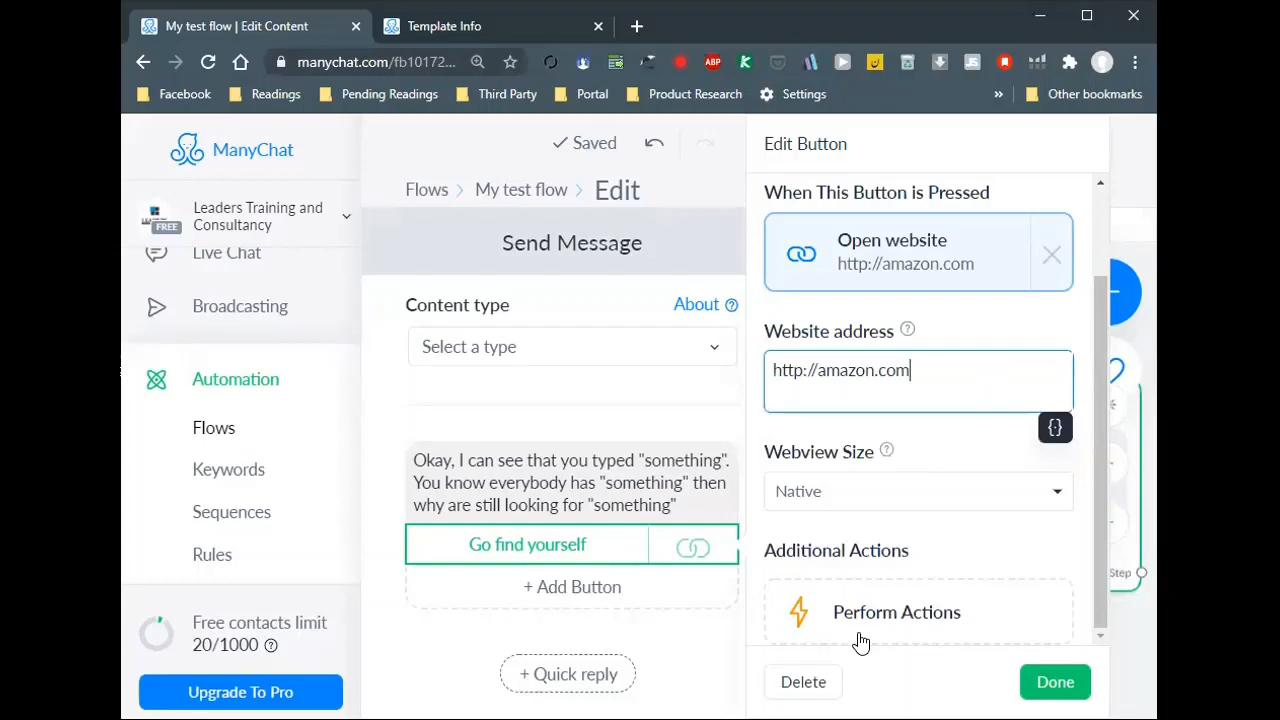 My test flow | Edit Content
Template Info
manychat.com/fb10172...
ABP
K
JS
Facebook
Readings
Pending Readings
Third Party
Portal
Product Research
Settings
»
Other bookmarks
ManyChat
Leaders Training and
Consultancy
FREE
Live Chat
Broadcasting
Automation
Flows
Keywords
Sequences
Rules
Free contacts limit
20/1000
Upgrade To Pro
Saved
Flows > My test flow > Edit
Send Message
Content type
About
Select a type
Okay, I can see that you typed "something".
You know everybody has "something" then
why are still looking for "something"
Go find yourself
+ Add Button
+ Quick reply
Edit Button
When This Button is Pressed
Open website
http://amazon.com
Website address
http://amazon.com
{·}
Webview Size
Native
Additional Actions
Perform Actions
Delete
Done
Step